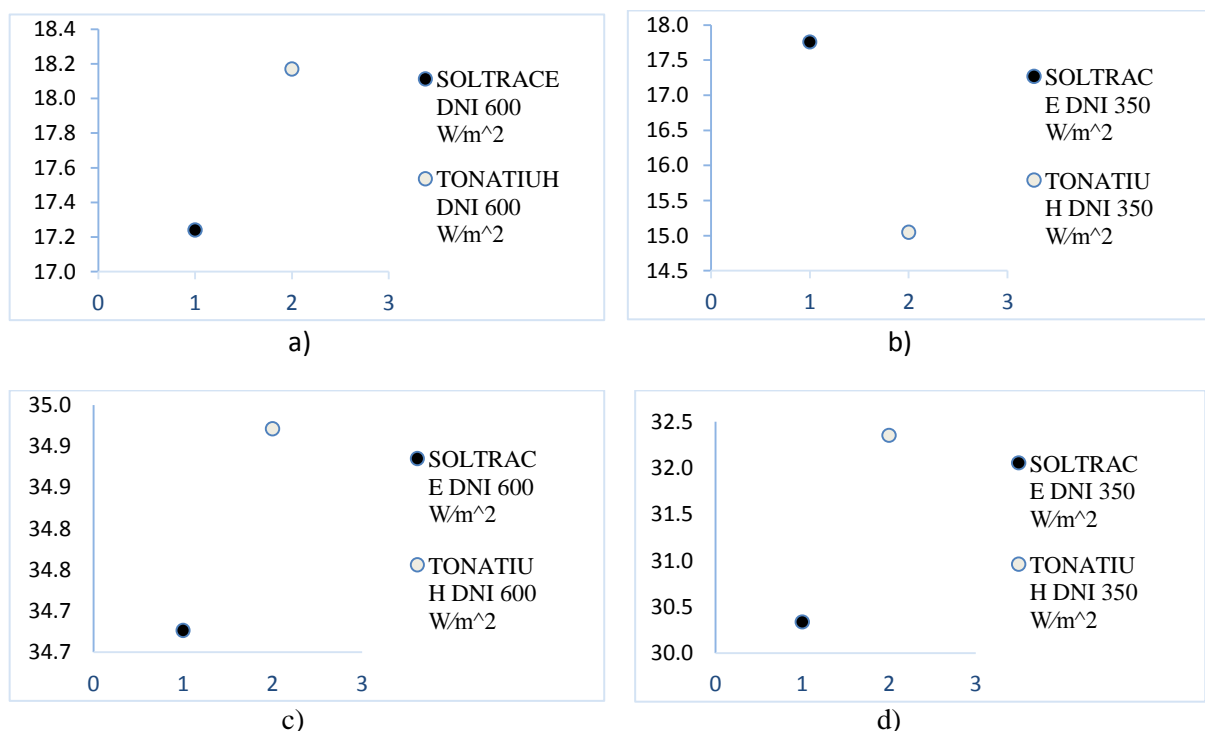 18.4
18.2
18.0
17.8
17.6
17.4
17.2
17.0
0 1 2 3
SOLTRACE
DNI 600
W/m^2
TONATIUH
DNI 600
W/m^2
a)
18.0
17.5
17.0
16.5
16.0
15.5
15.0
14.5
0 1 2 3
SOLTRAC
E DNI 350
W/m^2
TONATIU
H DNI 350
W/m^2
b)
35.0
34.9
34.9
34.8
34.8
34.7
34.7
0 1 2 3
SOLTRAC
E DNI 600
W/m^2
TONATIU
H DNI 600
W/m^2
c)
32.5
32.0
31.5
31.0
30.5
30.0
0 1 2 3
SOLTRAC
E DNI 350
W/m^2
TONATIU
H DNI 350
W/m^2
d)